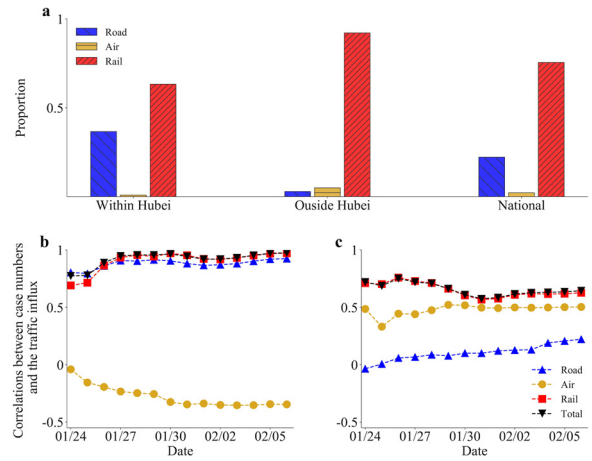 a
1
Road
Air
Rail
0.5
Proportion
Within Hubei
Ouside Hubei
National
b
1
0.5
0
-0.5
Correlations between case numbers
and the traffic influx
01/24
01/27
01/30
02/02
02/05
Date
c
1
0.5
0
-0.5
Road
Air
Rail
Total
01/24
01/27
01/30
02/02
02/05
Date